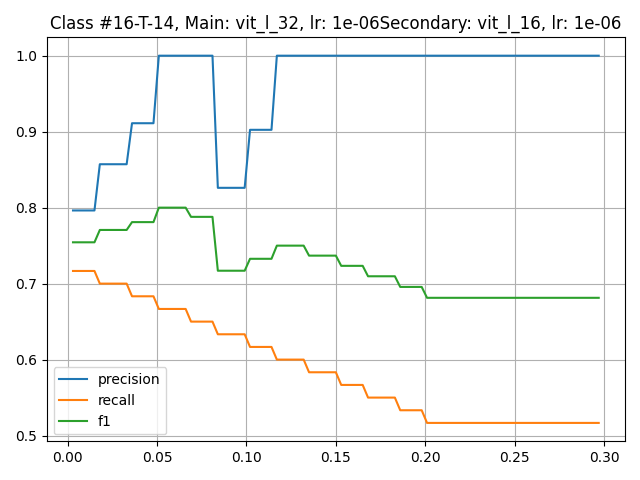 Class #16-T-14, Main: vit_l_32, lr: 1e-06Secondary: vit_l_16, lr: 1e-06
1.0
0.9
0.8
0.7
0.6
0.5
precision
recall
f1
0.00 0.05 0.10 0.15 0.20 0.25 0.30